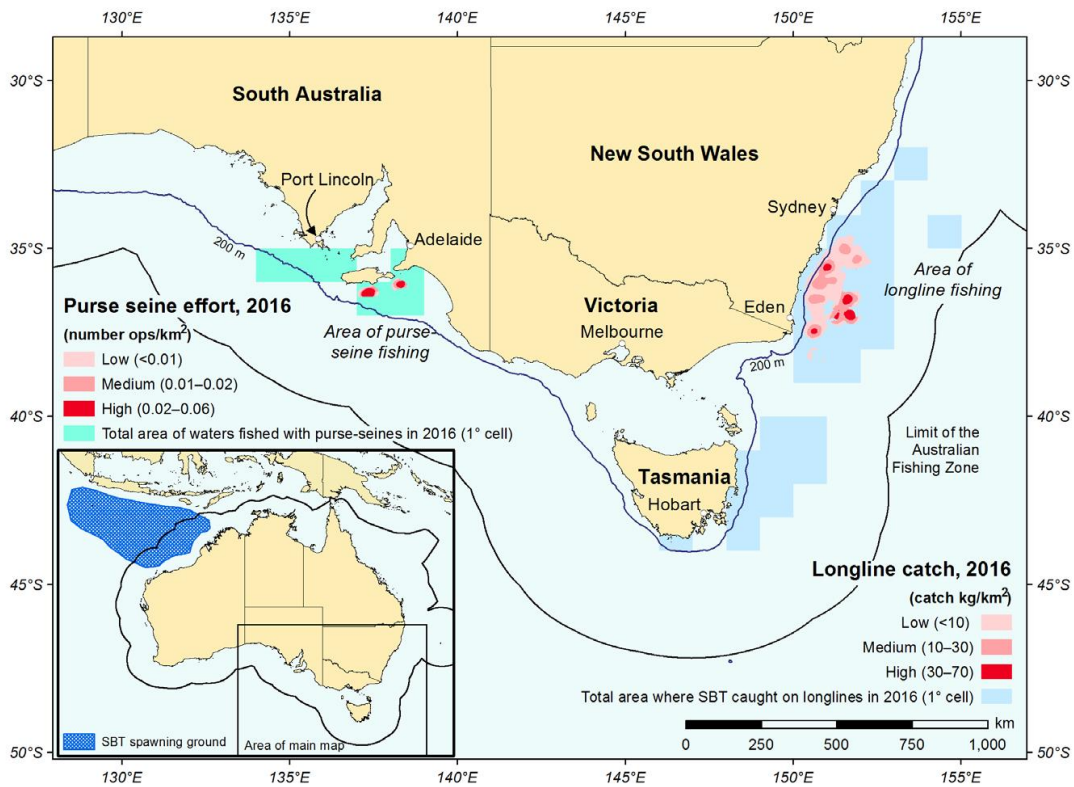 130°E 135°E 140°E 145°E 150°E 155°E
30°S 30°S
South Australia
New South Wales
Port Lincoln
Sydney
Adelaide
35°S 35°S
200 m
Area of
longline fishing
Purse seine effort, 2016
(number ops/km²)
Low (<0.01)
Medium (0.01–0.02)
High (0.02–0.06)
Total area of waters fished with purse-seines in 2016 (1° cell)
Area of purse-
seine fishing
Victoria
Melbourne
Eden
200 m
40°S 40°S
Limit of the
Australian
Fishing Zone
Tasmania
Hobart
45°S 45°S
Longline catch, 2016
(catch kg/km²)
Low (<10)
Medium (10–30)
High (30–70)
Total area where SBT caught on longlines in 2016 (1° cell)
km
0 250 500 750 1,000
SBT spawning ground
Area of main map
50°S 50°S
130°E 135°E 140°E 145°E 150°E 155°E